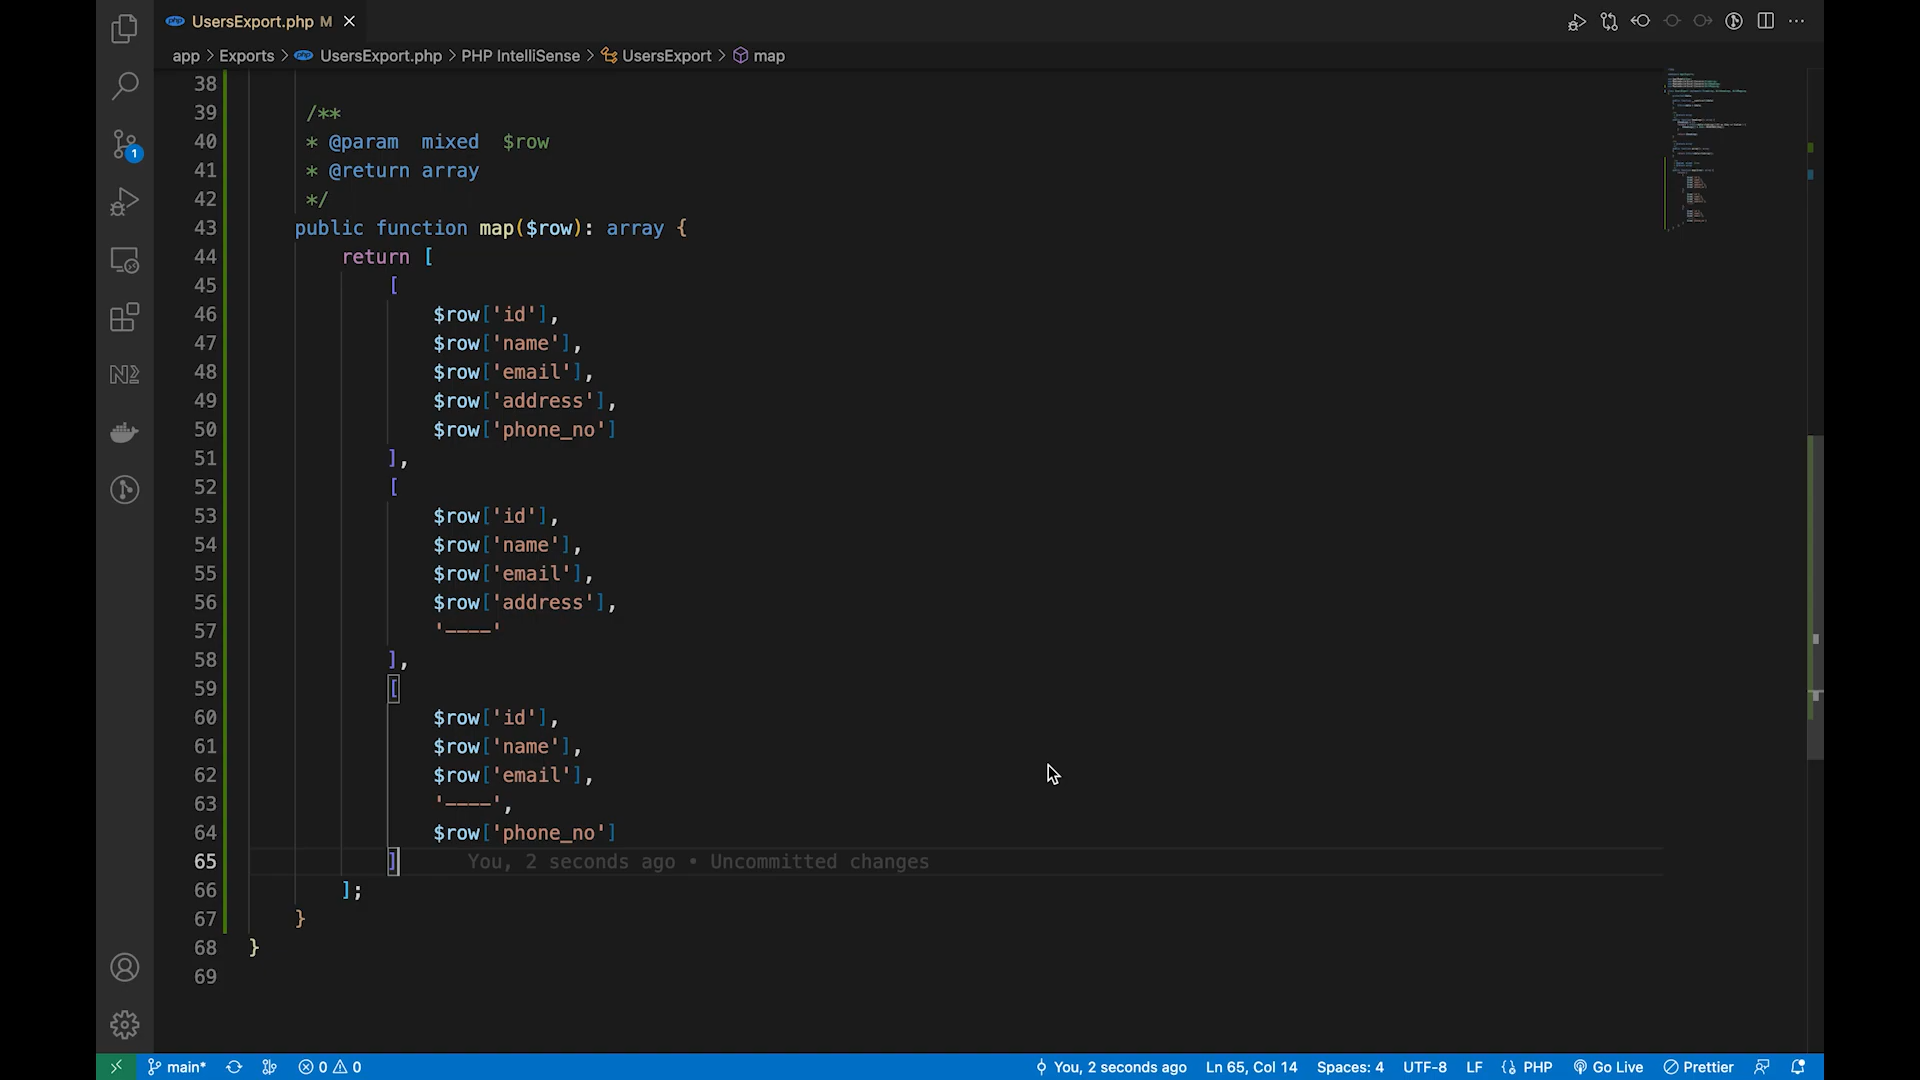 UsersExport.php M
app > Exports > UsersExport.php > PHP IntelliSense > UsersExport > map
38
39 /**
40 * @param mixed $row
41 * @return array
42 */
43 public function map($row): array {
44 return [
45 [
46 $row['id'],
47 $row['name'],
48 $row['email'],
49 $row['address'],
50 $row['phone_no']
51 ],
52 [
53 $row['id'],
54 $row['name'],
55 $row['email'],
56 $row['address'],
57 '----'
58 ],
59 [
60 $row['id'],
61 $row['name'],
62 $row['email'],
63 '----',
64 $row['phone_no']
65 ] You, 2 seconds ago • Uncommitted changes
66 ];
67 }
68 }
69
1
main* 0 0 You, 2 seconds ago Ln 65, Col 14 Spaces: 4 UTF-8 LF PHP Go Live Prettier